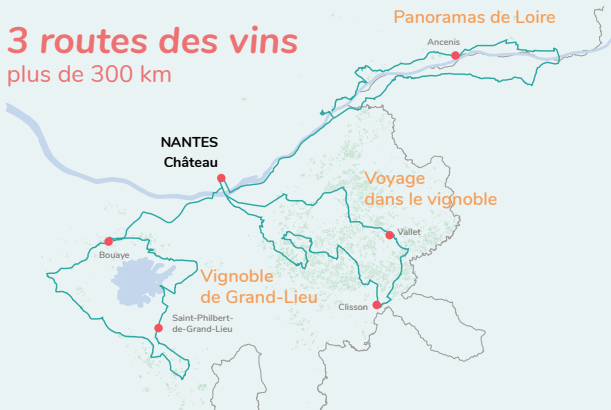 3 routes des vins
plus de 300 km
Panoramas de Loire
Ancenis
NANTES
Château
Voyage
dans le vignoble
Vallet
Bouaye
Vignoble
de Grand-Lieu
Clisson
Saint-Philbert-
de-Grand-Lieu